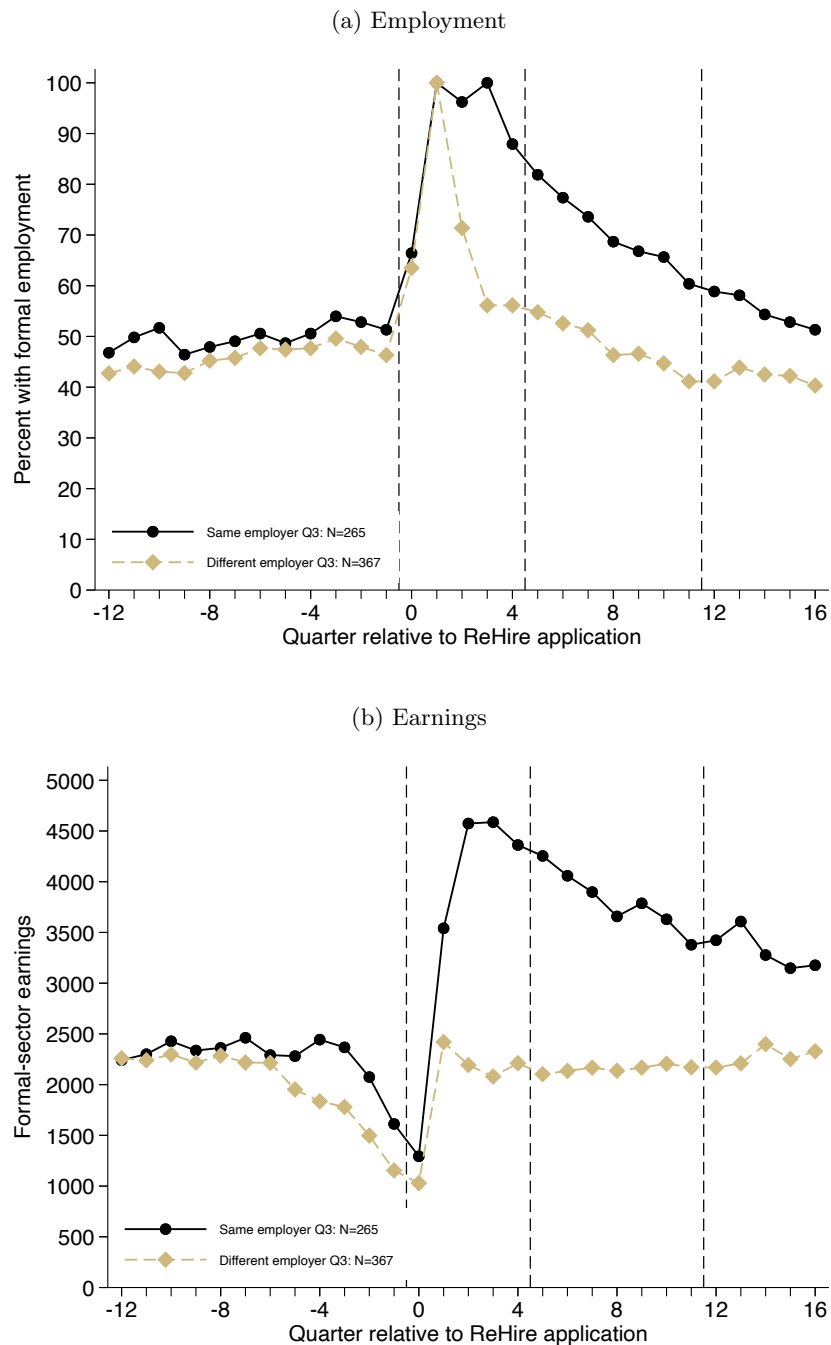 (a) Employment
100
90
80
70
60
50
40
30
20
10
0
Percent with formal employment
Same employer Q3: N=265
Different employer Q3: N=367
-12 -8 -4 0 4 8 12 16
Quarter relative to ReHire application
(b) Earnings
5000
4500
4000
3500
3000
2500
2000
1500
1000
500
0
Formal-sector earnings
Same employer Q3: N=265
Different employer Q3: N=367
-12 -8 -4 0 4 8 12 16
Quarter relative to ReHire application